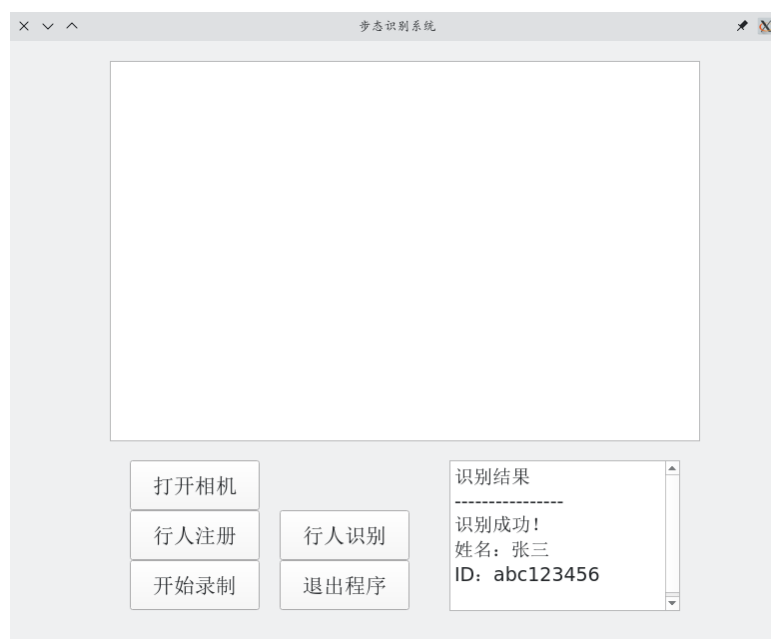 步态识别系统
打开相机
行人注册
行人识别
开始录制
退出程序
识别结果
----------------
识别成功！
姓名：张三
ID：abc123456